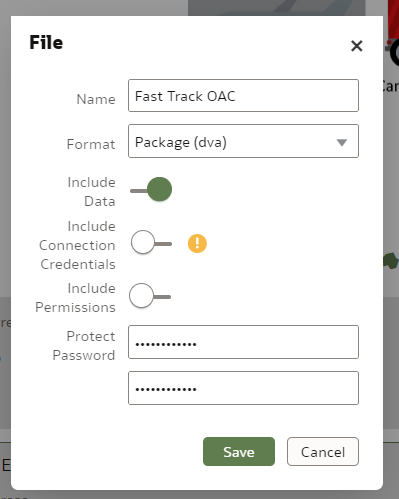 File
Name
Fast Track OAC
Format
Package (dva)
Include
Data
Include
Connection
Credentials
!
Include
Permissions
Protect
Password
••••••••••••
••••••••••••
Save
Cancel